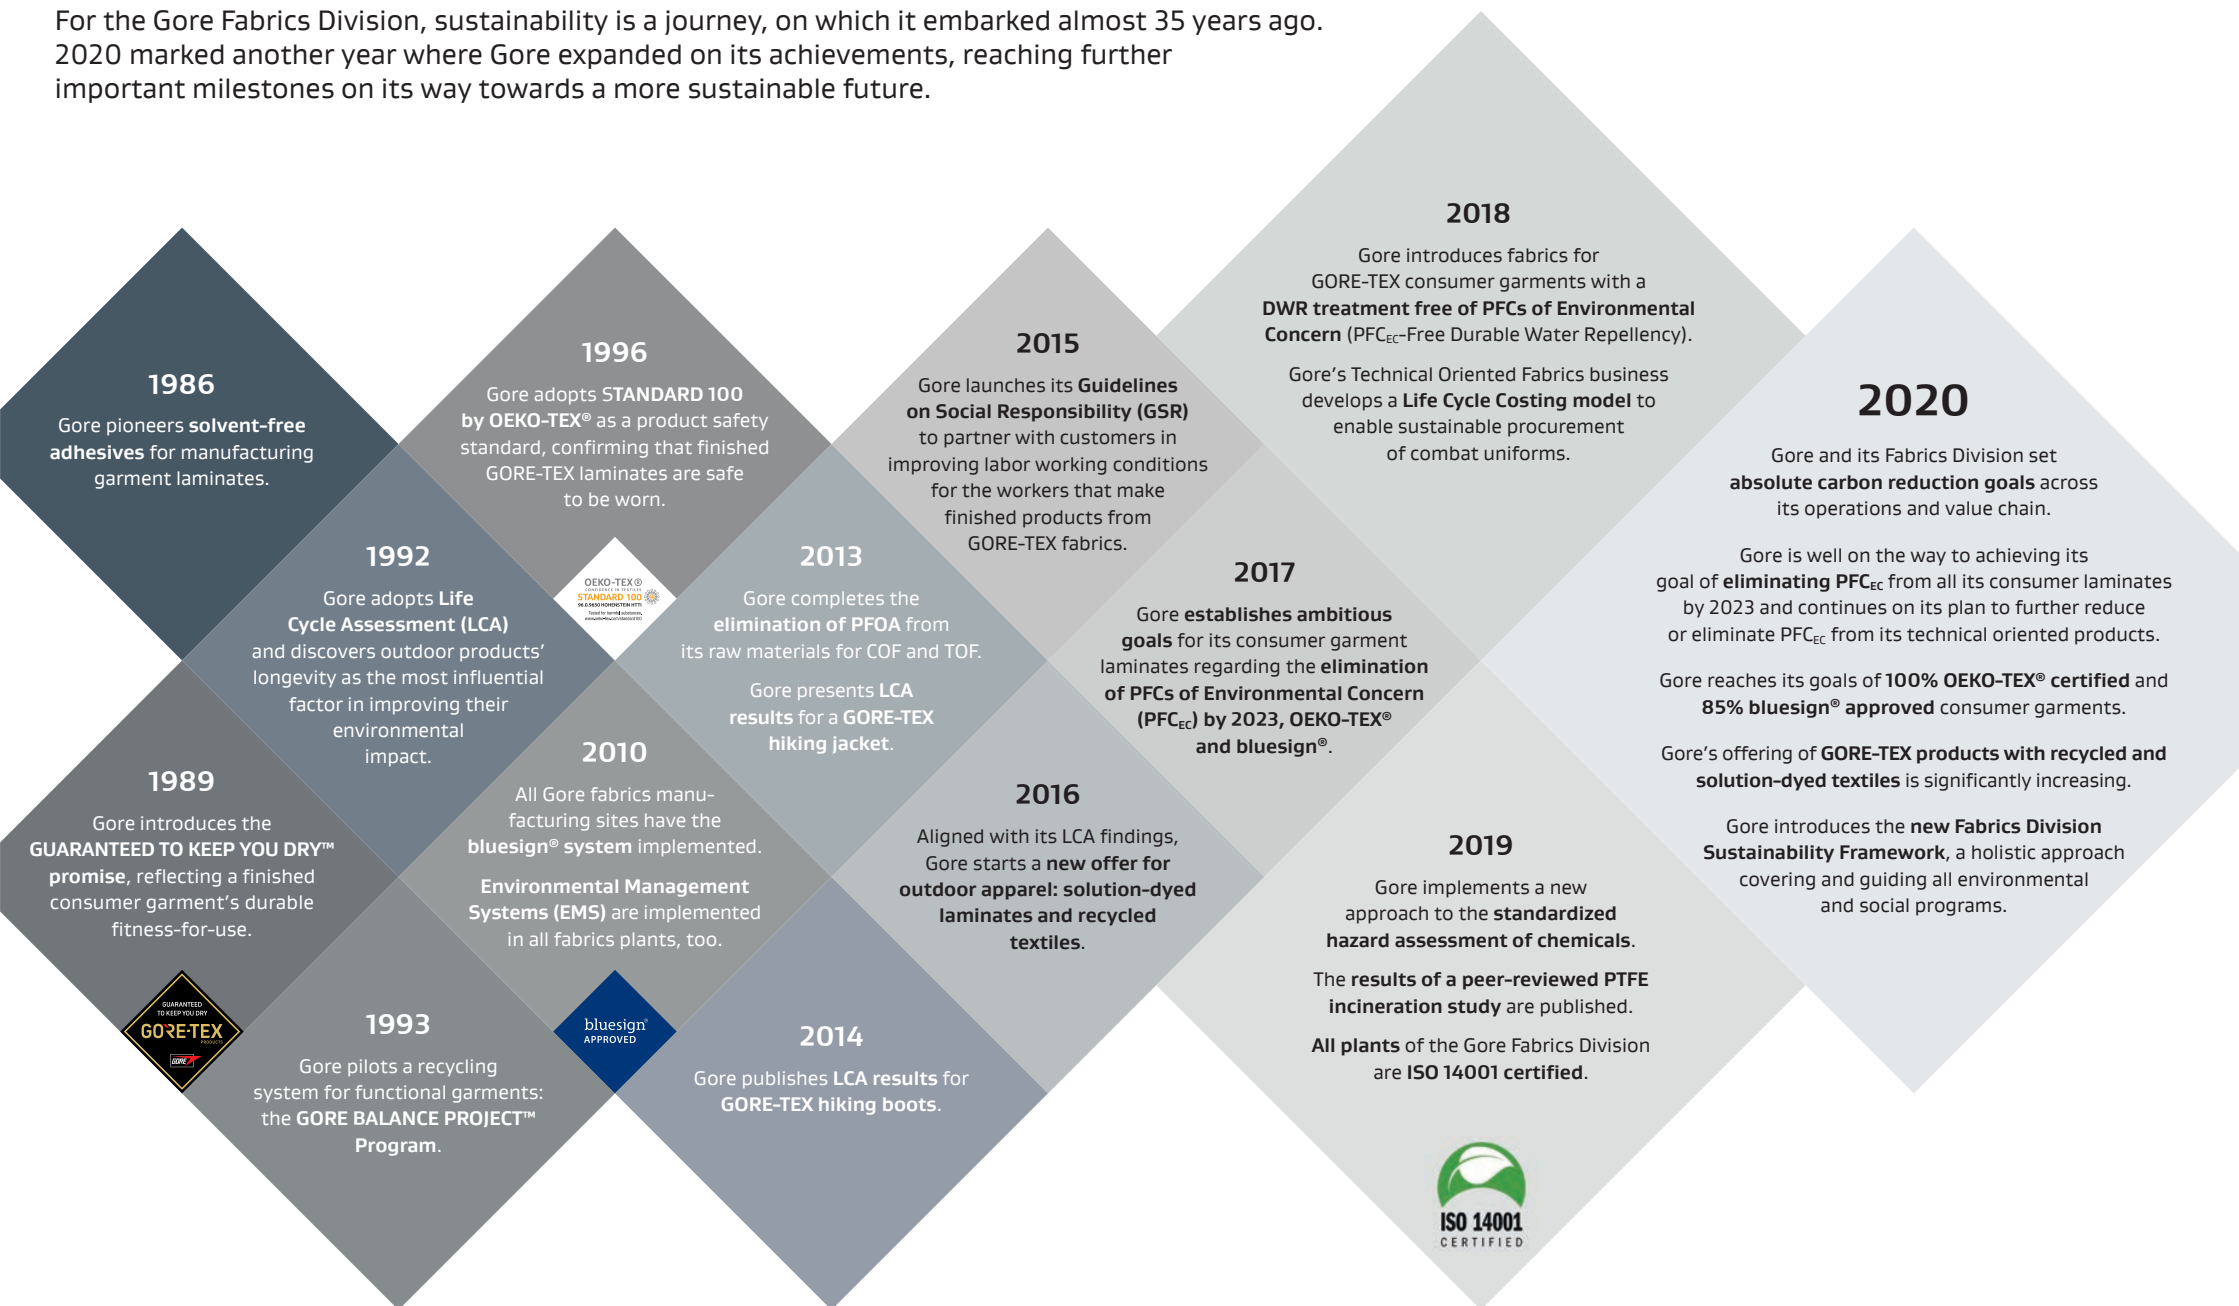 For the Gore Fabrics Division, sustainability is a journey, on which it embarked almost 35 years ago.
2020 marked another year where Gore expanded on its achievements, reaching further
important milestones on its way towards a more sustainable future.
1986
Gore pioneers solvent-free
adhesives for manufacturing
garment laminates.
1989
Gore introduces the
GUARANTEED TO KEEP YOU DRY™
promise, reflecting a finished
consumer garment's durable
fitness-for-use.
GUARANTEED
TO KEEP YOU DRY
GORE-TEX
PRODUCTS
GORE
1992
Gore adopts Life
Cycle Assessment (LCA)
and discovers outdoor products'
longevity as the most influential
factor in improving their
environmental
impact.
1993
Gore pilots a recycling
system for functional garments:
the GORE BALANCE PROJECT™
Program.
1996
Gore adopts STANDARD 100
by OEKO-TEX® as a product safety
standard, confirming that finished
GORE-TEX laminates are safe
to be worn.
OEKO-TEX®
CONFIDENCE IN TEXTILES
STANDARD 100
96.0.9650 HOHENSTEIN HTTI
Tested for harmful substances.
www.oeko-tex.com/standard100
2010
All Gore fabrics manu-
facturing sites have the
bluesign® system implemented.
Environmental Management
Systems (EMS) are implemented
in all fabrics plants, too.
bluesign®
APPROVED
2013
Gore completes the
elimination of PFOA from
its raw materials for COF and TOF.
Gore presents LCA
results for a GORE-TEX
hiking jacket.
2014
Gore publishes LCA results for
GORE-TEX hiking boots.
2015
Gore launches its Guidelines
on Social Responsibility (GSR)
to partner with customers in
improving labor working conditions
for the workers that make
finished products from
GORE-TEX fabrics.
2016
Aligned with its LCA findings,
Gore starts a new offer for
outdoor apparel: solution-dyed
laminates and recycled
textiles.
2017
Gore establishes ambitious
goals for its consumer garment
laminates regarding the elimination
of PFCs of Environmental Concern
(PFCEC) by 2023, OEKO-TEX®
and bluesign®.
2018
Gore introduces fabrics for
GORE-TEX consumer garments with a
DWR treatment free of PFCs of Environmental
Concern (PFCEC-Free Durable Water Repellency).
Gore's Technical Oriented Fabrics business
develops a Life Cycle Costing model to
enable sustainable procurement
of combat uniforms.
2019
Gore implements a new
approach to the standardized
hazard assessment of chemicals.
The results of a peer-reviewed PTFE
incineration study are published.
All plants of the Gore Fabrics Division
are ISO 14001 certified.
ISO 14001
CERTIFIED
2020
Gore and its Fabrics Division set
absolute carbon reduction goals across
its operations and value chain.
Gore is well on the way to achieving its
goal of eliminating PFCEC from all its consumer laminates
by 2023 and continues on its plan to further reduce
or eliminate PFCEC from its technical oriented products.
Gore reaches its goals of 100% OEKO-TEX® certified and
85% bluesign® approved consumer garments.
Gore's offering of GORE-TEX products with recycled and
solution-dyed textiles is significantly increasing.
Gore introduces the new Fabrics Division
Sustainability Framework, a holistic approach
covering and guiding all environmental
and social programs.